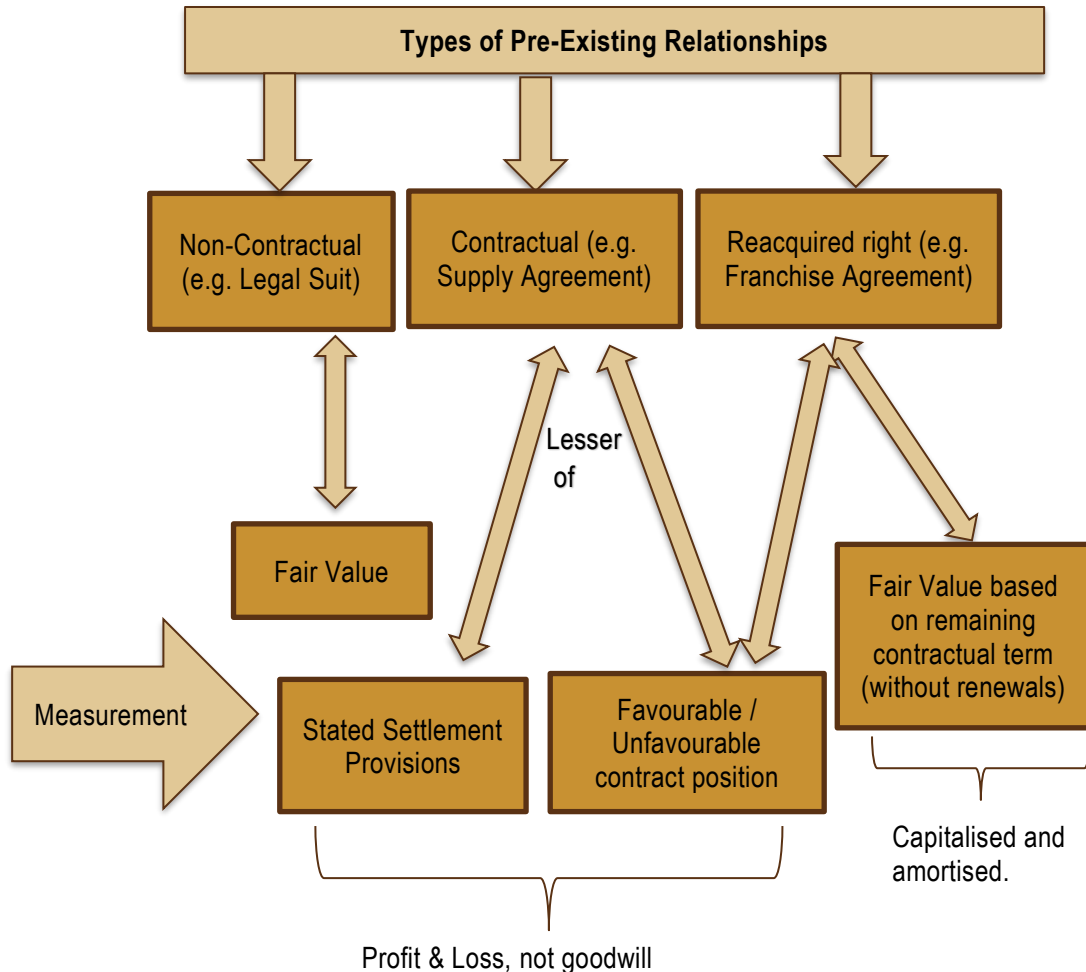 Types of Pre-Existing Relationships
Non-Contractual
(e.g. Legal Suit)
Contractual (e.g.
Supply Agreement)
Reacquired right (e.g.
Franchise Agreement)
Lesser
of
Fair Value
Fair Value based
on remaining
contractual term
(without renewals)
Measurement
Stated Settlement
Provisions
Favourable /
Unfavourable
contract position
Capitalised and
amortised.
Profit & Loss, not goodwill